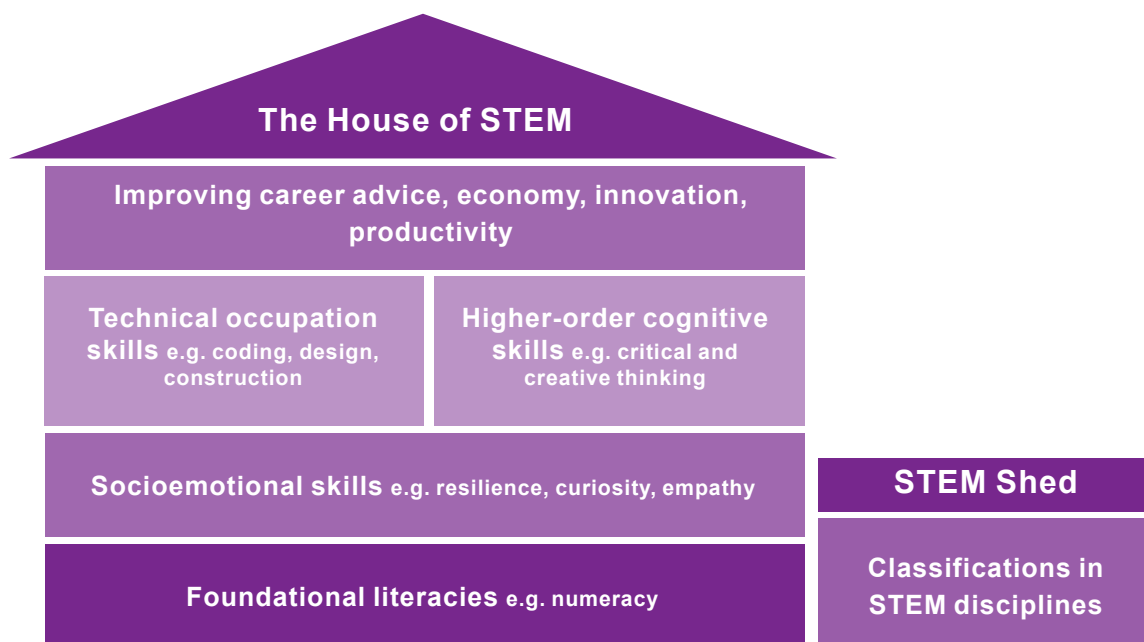 The House of STEM
Improving career advice, economy, innovation,
productivity
Technical occupation
skills e.g. coding, design,
construction
Higher-order cognitive
skills e.g. critical and
creative thinking
Socioemotional skills e.g. resilience, curiosity, empathy
Foundational literacies e.g. numeracy
STEM Shed
Classifications in
STEM disciplines